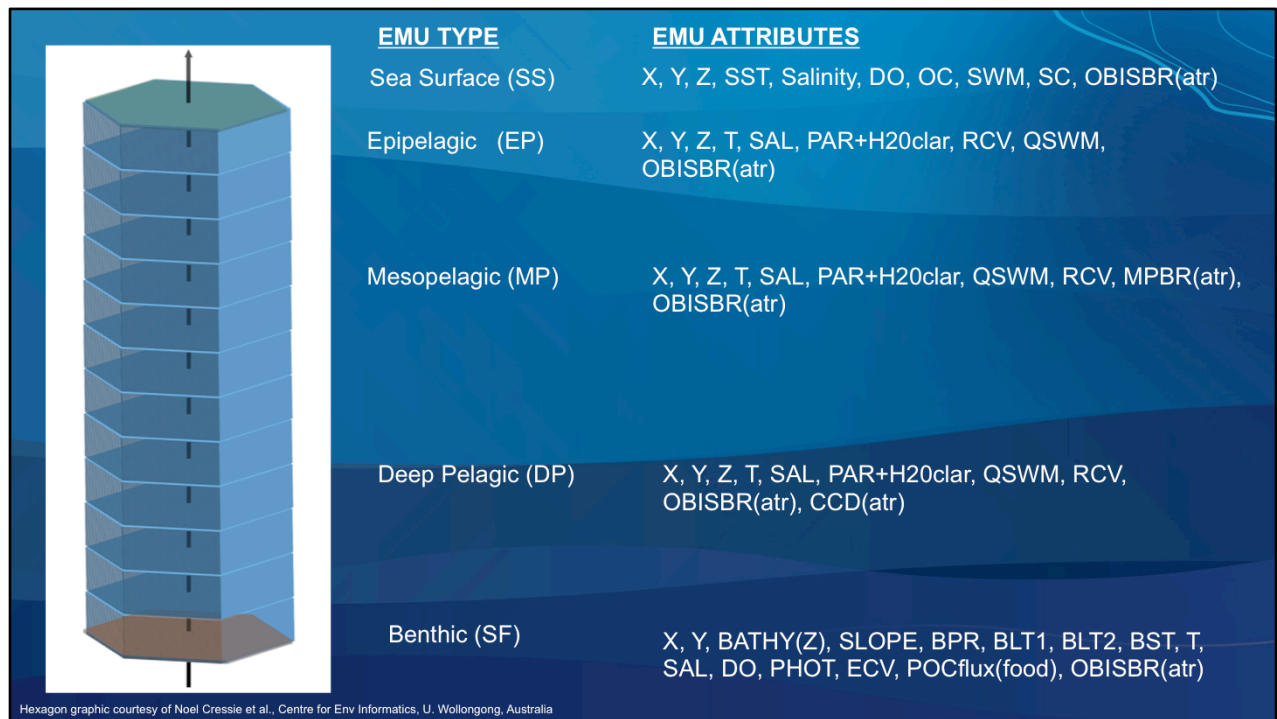 EMU TYPE
EMU ATTRIBUTES
Sea Surface (SS)
X, Y, Z, SST, Salinity, DO, OC, SWM, SC, OBISBR(atr)
Epipelagic (EP)
X, Y, Z, T, SAL, PAR+H20clar, RCV, QSWM,
OBISBR(atr)
Mesopelagic (MP)
X, Y, Z, T, SAL, PAR+H20clar, QSWM, RCV, MPBR(atr),
OBISBR(atr)
Deep Pelagic (DP)
X, Y, Z, T, SAL, PAR+H20clar, QSWM, RCV,
OBISBR(atr), CCD(atr)
Benthic (SF)
X, Y, BATHY(Z), SLOPE, BPR, BLT1, BLT2, BST, T,
SAL, DO, PHOT, ECV, POCflux(food), OBISBR(atr)
Hexagon graphic courtesy of Noel Cressie et al., Centre for Env Informatics, U. Wollongong, Australia